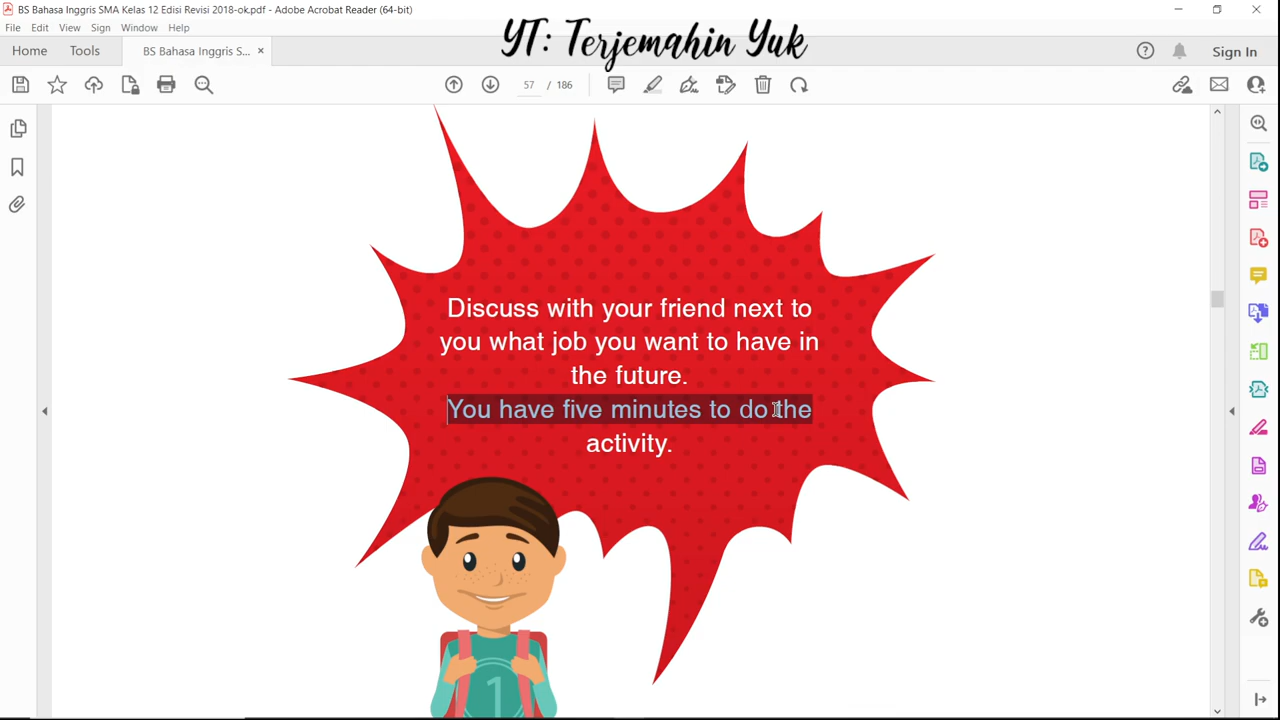 BS Bahasa Inggris SMA Kelas 12 Edisi Revisi 2018-ok.pdf - Adobe Acrobat Reader (64-bit)
YT: Terjemahin Yuk
File Edit View Sign Window Help
Home Tools BS Bahasa Inggris S... × Sign In
57 / 186
Discuss with your friend next to
you what job you want to have in
the future.
You have five minutes to do the
activity.
1